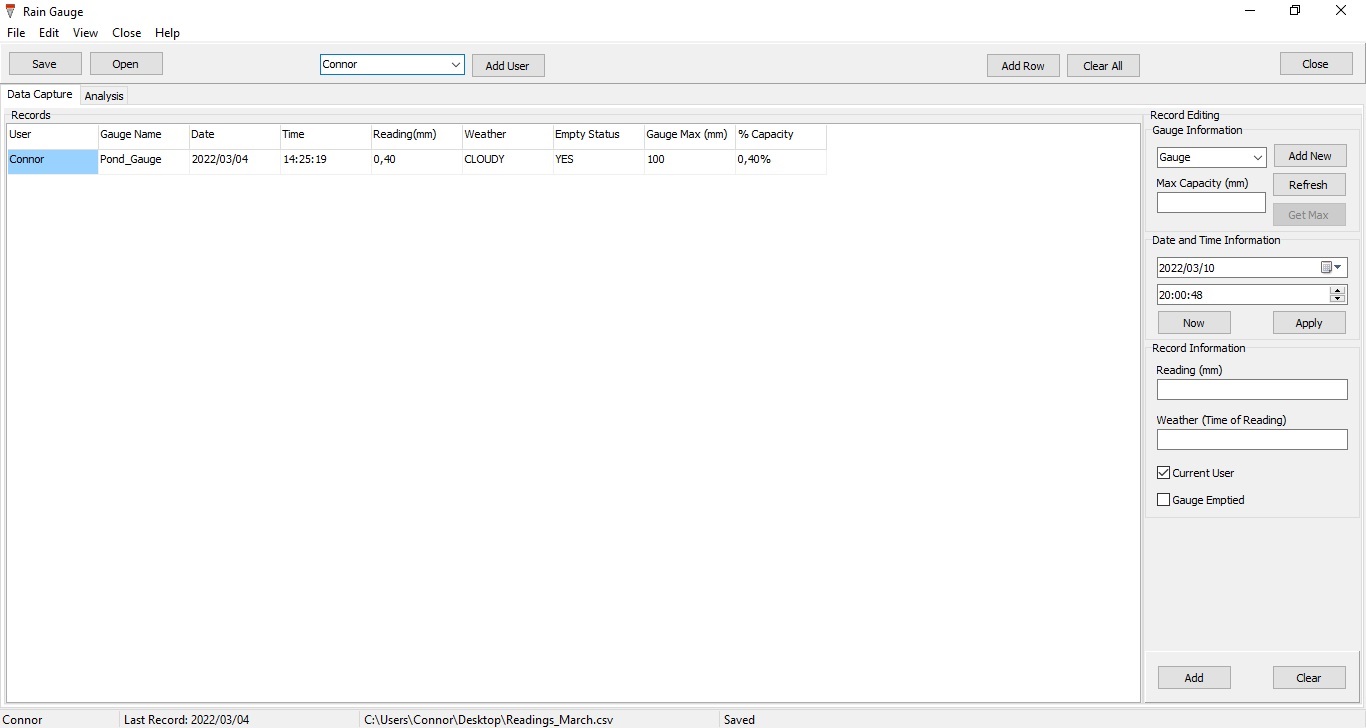 Rain Gauge
File Edit View Close Help
Save Open Connor Add User Add Row Clear All Close
Data Capture Analysis
Records
User Gauge Name Date Time Reading(mm) Weather Empty Status Gauge Max (mm) % Capacity
Connor Pond_Gauge 2022/03/04 14:25:19 0,40 CLOUDY YES 100 0,40%
Record Editing
Gauge Information
Gauge Add New
Max Capacity (mm) Refresh
Get Max
Date and Time Information
2022/03/10
20:00:48
Now Apply
Record Information
Reading (mm)
Weather (Time of Reading)
Current User
Gauge Emptied
Add Clear
Connor Last Record: 2022/03/04 C:\Users\Connor\Desktop\Readings_March.csv Saved